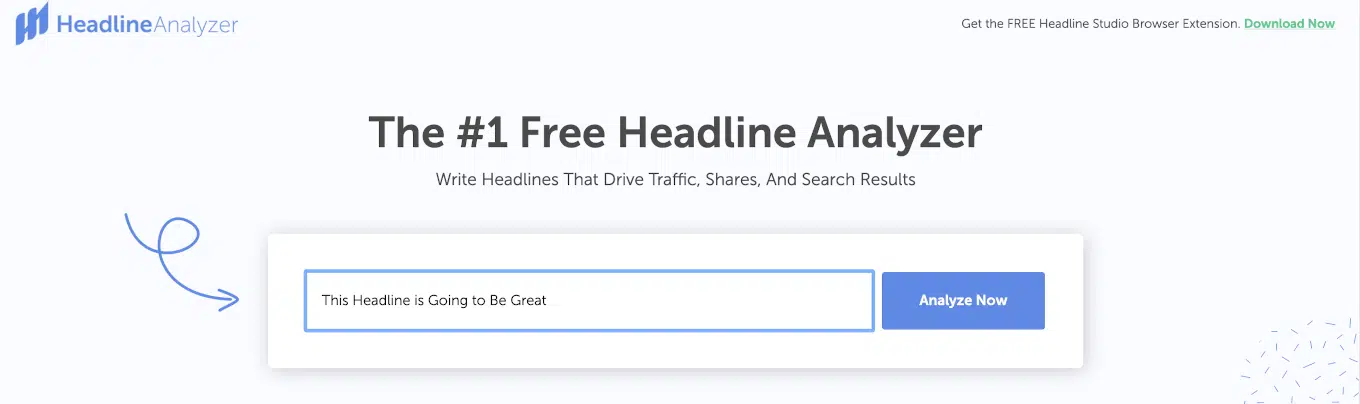 HeadlineAnalyzer
Get the FREE Headline Studio Browser Extension. Download Now
The #1 Free Headline Analyzer
Write Headlines That Drive Traffic, Shares, And Search Results
This Headline is Going to Be Great
Analyze Now